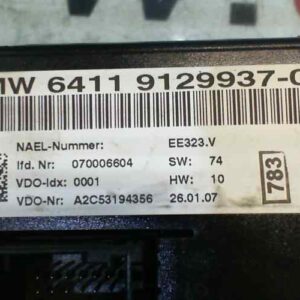 MW 6411 9129937-0
NAEL-Nummer: EE323.V
lfd. Nr: 070006604 SW: 74
VDO-Idx: 0001 HW: 10
VDO-Nr: A2C53194356 26.01.07
783